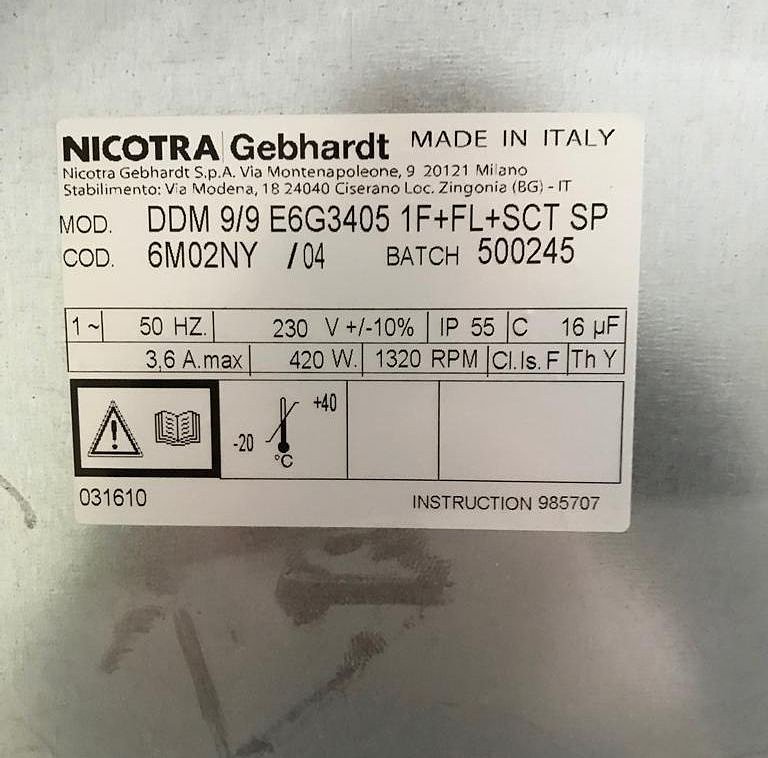 NICOTRA Gebhardt MADE IN ITALY
Nicotra Gebhardt S.p.A. Via Montenapoleone, 9 20121 Milano
Stabilimento: Via Modena, 18 24040 Ciserano Loc. Zingonia (BG) - IT
MOD. DDM 9/9 E6G3405 1F+FL+SCT SP
COD. 6M02NY /04 BATCH 500245
1 ~ 50 HZ. 230 V +/-10% IP 55 C 16 µF
3,6 A.max 420 W. 1320 RPM Cl.Is. F Th Y
+40
-20
°C
031610 INSTRUCTION 985707